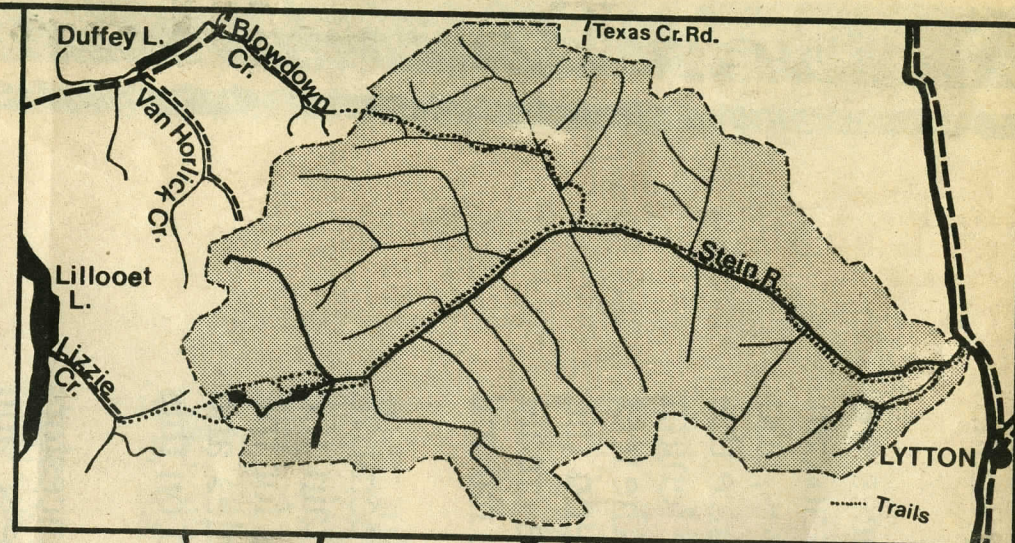 Duffey L.
Blowdown
Cr.
Texas Cr. Rd.
Van Horlick Cr.
Lillooet
L.
Lizzie
Cr.
Stein R.
LYTTON
Trails